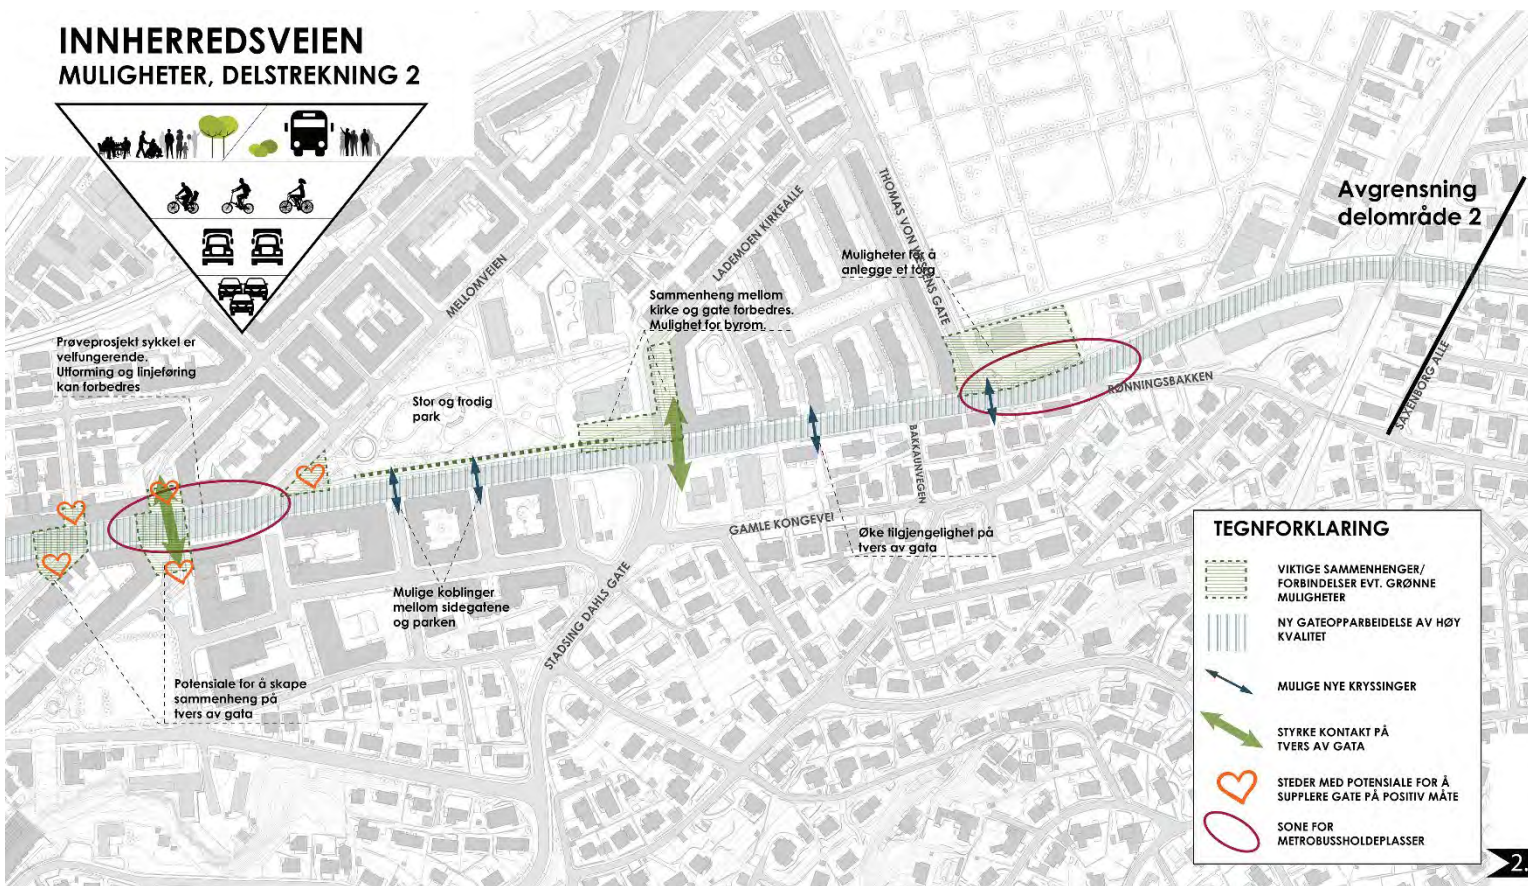 INNHERREDSVEIEN
MULIGHETER, DELSTREKNING 2
Avgrensning
delområde 2
THOMAS VON WESTENS GATE
LADEMOEN KIRKEALLE
MELLOMVEIEN
Muligheter for å
anlegge et torg
Sammenheng mellom
kirke og gate forbedres.
Mulighet for byrom.
Prøveprosjekt sykkel er
velfungerende.
Utforming og linjeføring
kan forbedres
Stor og frodig
park
RØNNINGSBAKKEN
SAXENBORG ALLE
BAKKAUNVEGEN
GAMLE KONGEVEI
Øke tilgjengelighet på
tvers av gata
STADSING DAHLS GATE
Mulige koblinger
mellom sidegatene
og parken
Potensiale for å skape
sammenheng på
tvers av gata
TEGNFORKLARING
VIKTIGE SAMMENHENGER/
FORBINDELSER EVT. GRØNNE
MULIGHETER
NY GATEOPPARBEIDELSE AV HØY
KVALITET
MULIGE NYE KRYSSINGER
STYRKE KONTAKT PÅ
TVERS AV GATA
STEDER MED POTENSIALE FOR Å
SUPPLERE GATE PÅ POSITIV MÅTE
SONE FOR
METROBUSSHOLDEPLASSER
2.